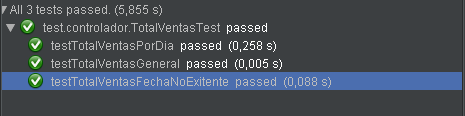 All 3 tests passed. (5,855 s)
test.controlador.TotalVentasTest passed
testTotalVentasPorDia passed (0,258 s)
testTotalVentasGeneral passed (0,005 s)
testTotalVentasFechaNoExitente passed (0,088 s)